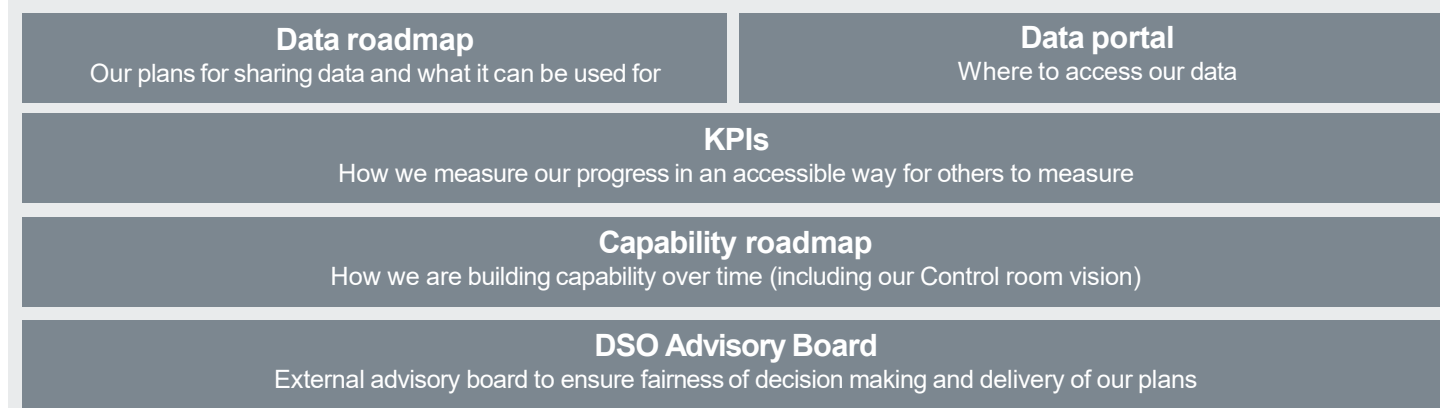 Data roadmap
Our plans for sharing data and what it can be used for
Data portal
Where to access our data
KPIs
How we measure our progress in an accessible way for others to measure
Capability roadmap
How we are building capability over time (including our Control room vision)
DSO Advisory Board
External advisory board to ensure fairness of decision making and delivery of our plans